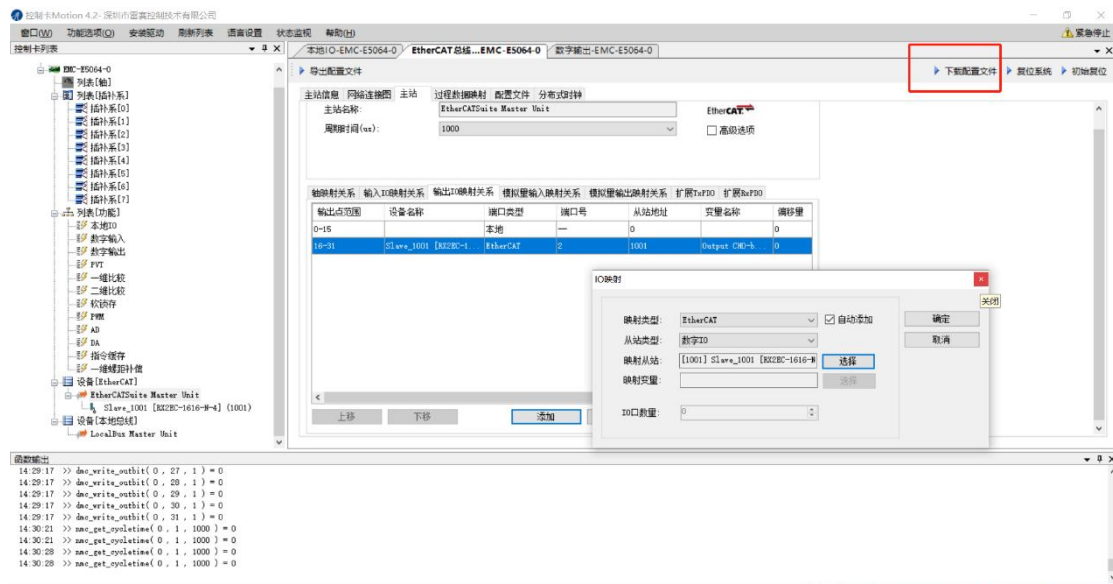 控制卡Motion 4.2- 深圳市雷赛控制技术有限公司
窗口(W) 功能选项(O) 安装驱动 刷新列表 语言设置 状态监视 帮助(H) 紧急停止
控制卡列表
本地IO-EMC-E5064-0 EtherCAT总线...EMC-E5064-0 数字输出-EMC-E5064-0
导出配置文件 下载配置文件 复位系统 初始复位
EMC-E5064-0
列表[轴]
列表[插补系]
插补系[0]
插补系[1]
插补系[2]
插补系[3]
插补系[4]
插补系[5]
插补系[6]
插补系[7]
列表[功能]
本地IO
数字输入
数字输出
PVT
一维比较
二维比较
软锁存
PWM
AD
DA
指令缓存
一维螺距补偿
设备[EtherCAT]
EtherCATSuite Master Unit
Slave_1001 [RX2EC-1616-N-4] (1001)
设备[本地总线]
LocalBus Master Unit
主站信息 网络连接图 主站 过程数据映射 配置文件 分布式时钟
主站名称: EtherCATSuite Master Unit EtherCAT
周期时间(us): 1000 高级选项
轴映射关系 输入IO映射关系 输出IO映射关系 模拟量输入映射关系 模拟量输出映射关系 扩展TxPDO 扩展RxPDO
输出点范围 设备名称 端口类型 端口号 从站地址 变量名称 偏移量
0-15 本地 — 0 0
16-31 Slave_1001 [RX2EC-1... EtherCAT 2 1001 Output CMD-b... 0
上移 下移 添加
IO映射
关闭
映射类型: EtherCAT 自动添加 确定
从站类型: 数字IO 取消
映射从站: [1001] Slave_1001 [RX2EC-1616-N 选择
映射变量: 选择
IO口数量: 0
函数输出
14:29:17 >> dmc_write_outbit( 0 , 27 , 1 ) = 0
14:29:17 >> dmc_write_outbit( 0 , 28 , 1 ) = 0
14:29:17 >> dmc_write_outbit( 0 , 29 , 1 ) = 0
14:29:17 >> dmc_write_outbit( 0 , 30 , 1 ) = 0
14:29:17 >> dmc_write_outbit( 0 , 31 , 1 ) = 0
14:30:21 >> nmc_get_cycletime( 0 , 1 , 1000 ) = 0
14:30:21 >> nmc_get_cycletime( 0 , 1 , 1000 ) = 0
14:30:28 >> nmc_get_cycletime( 0 , 1 , 1000 ) = 0
14:30:28 >> nmc_get_cycletime( 0 , 1 , 1000 ) = 0